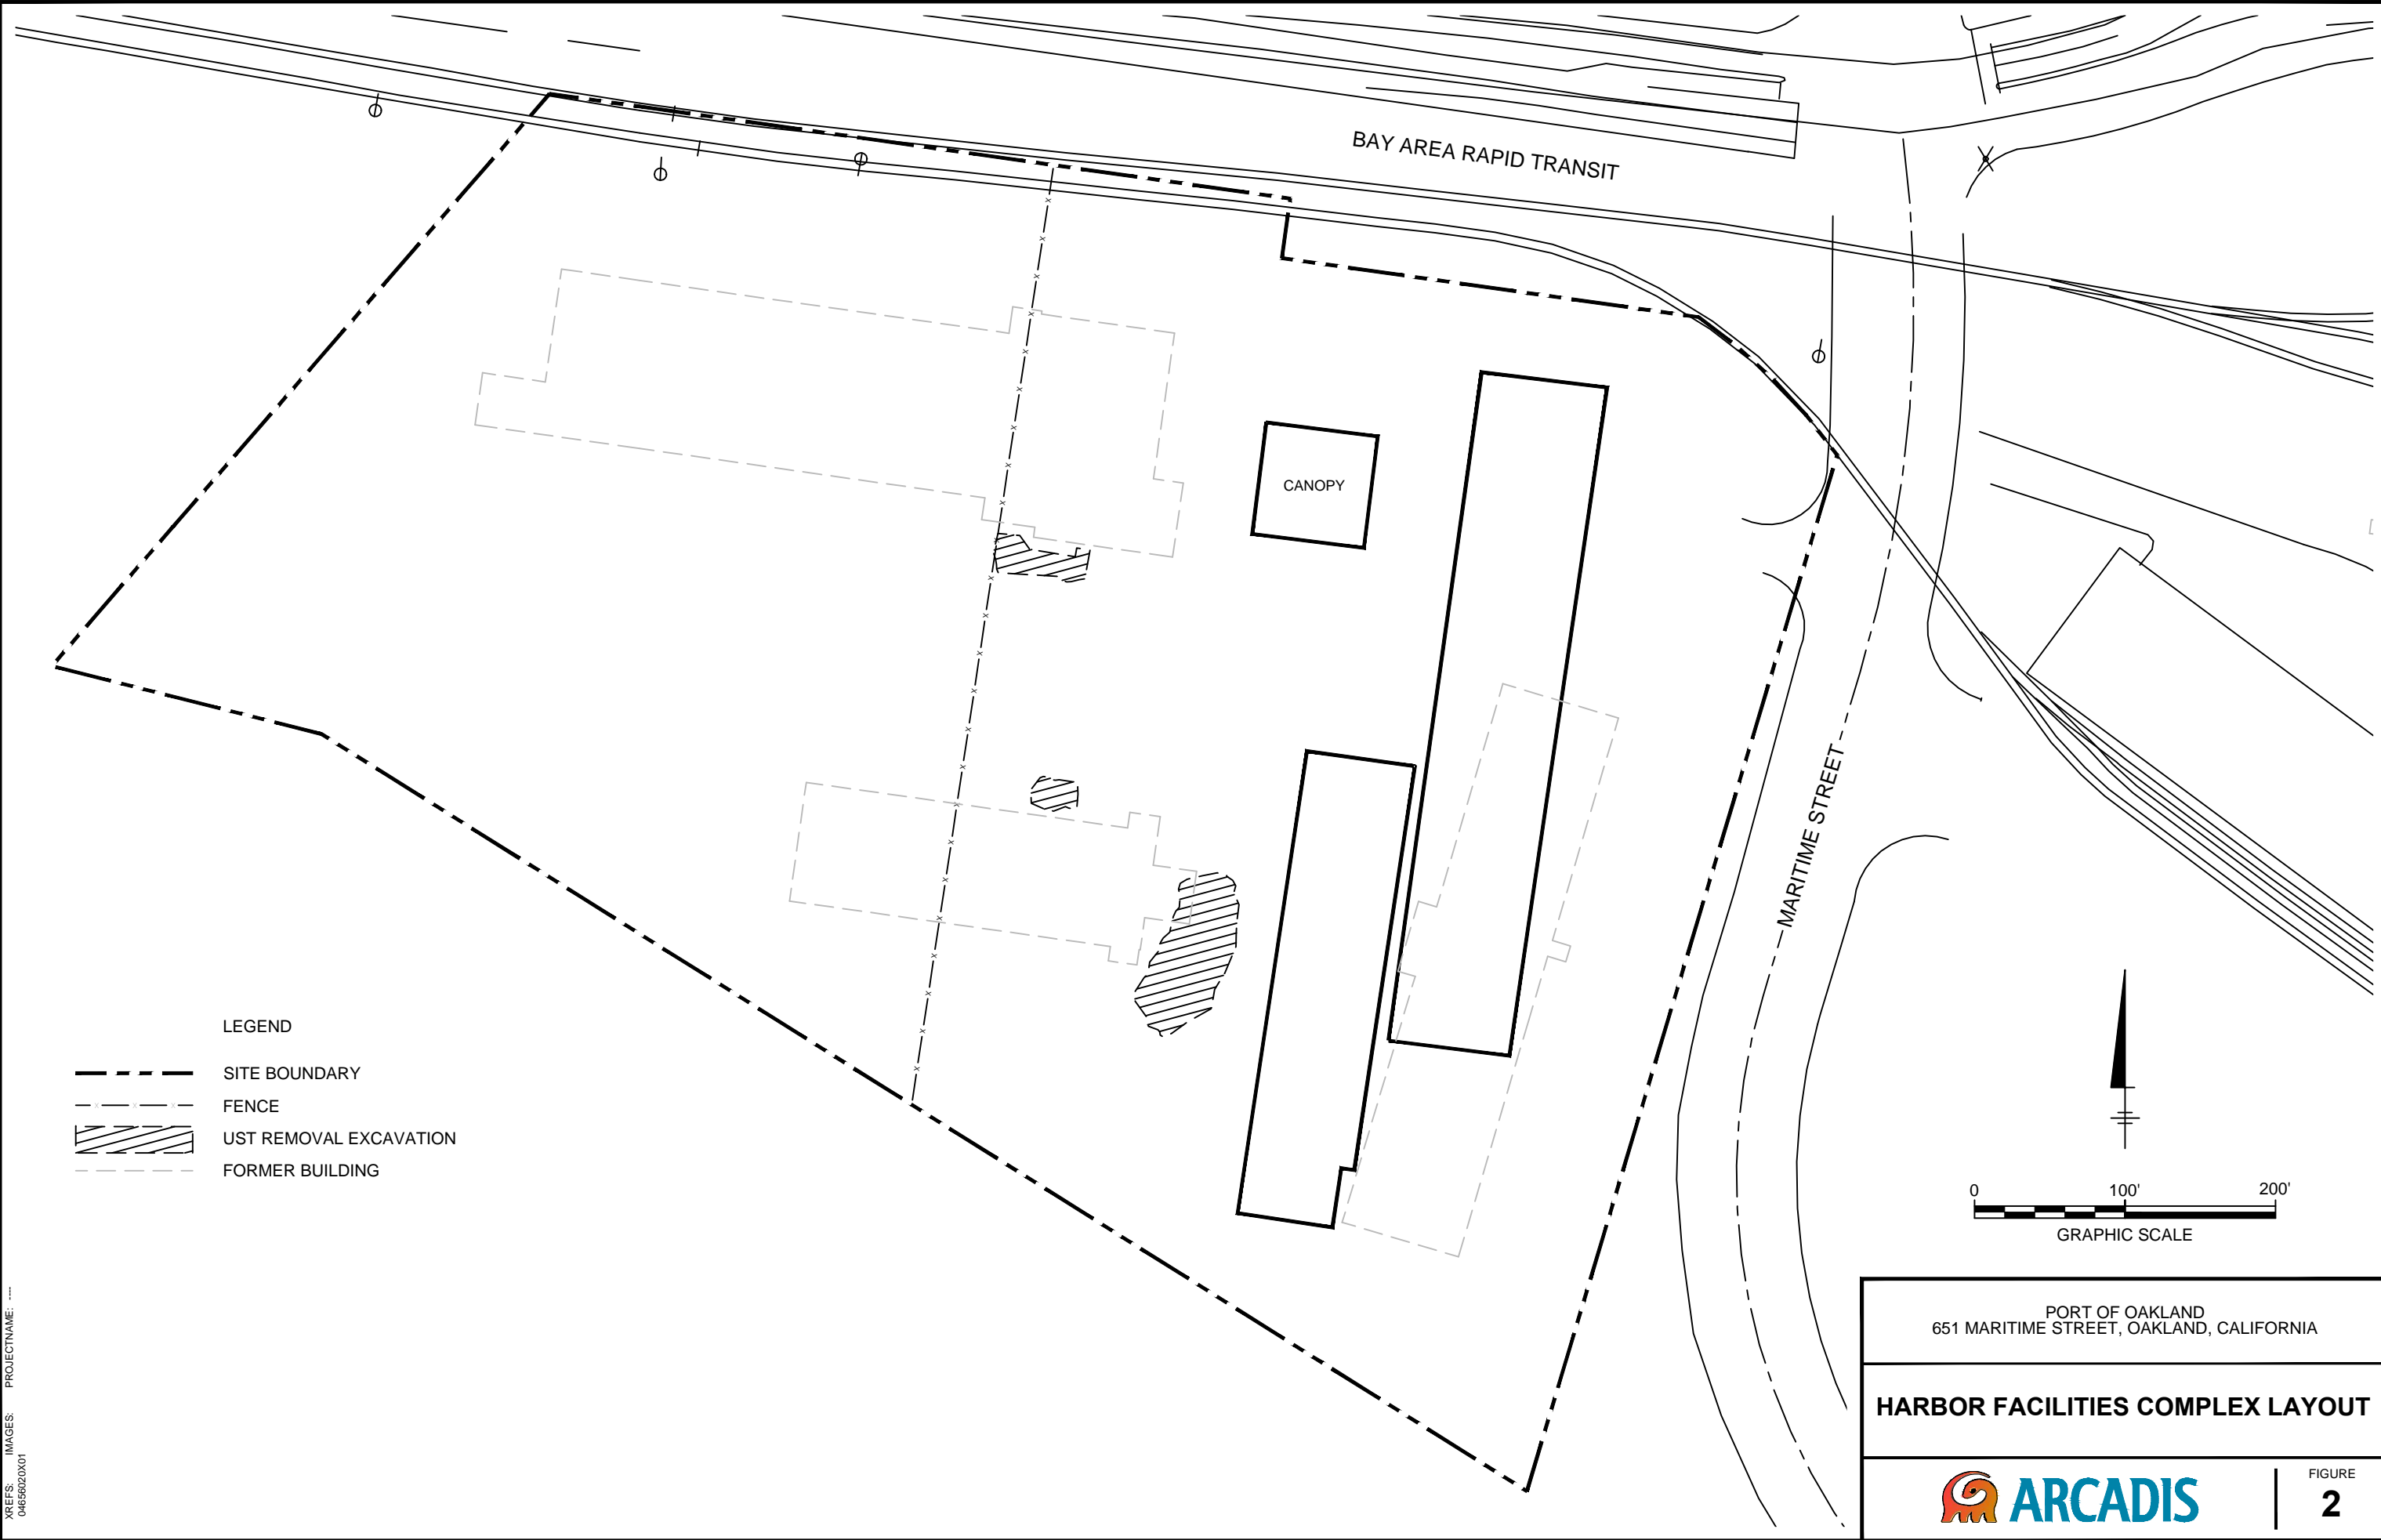 BAY AREA RAPID TRANSIT
CANOPY
MARITIME STREET
LEGEND
SITE BOUNDARY
FENCE
UST REMOVAL EXCAVATION
FORMER BUILDING
0 100' 200'
GRAPHIC SCALE
PORT OF OAKLAND
651 MARITIME STREET, OAKLAND, CALIFORNIA
HARBOR FACILITIES COMPLEX LAYOUT
ARCADIS
FIGURE
2
XREFS: IMAGES: PROJECTNAME: ----
04656020X01